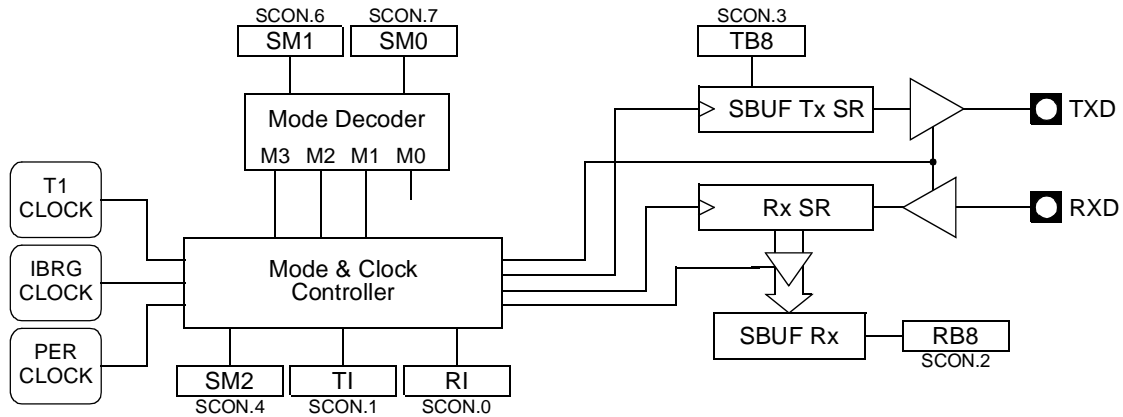 SCON.6
SCON.7
SCON.3
SM1
SM0
TB8
Mode Decoder
M3 M2 M1 M0
SBUF Tx SR
TXD
T1
CLOCK
Rx SR
RXD
IBRG
CLOCK
Mode & Clock
Controller
PER
CLOCK
SBUF Rx
RB8
SCON.2
SM2
TI
RI
SCON.4
SCON.1
SCON.0